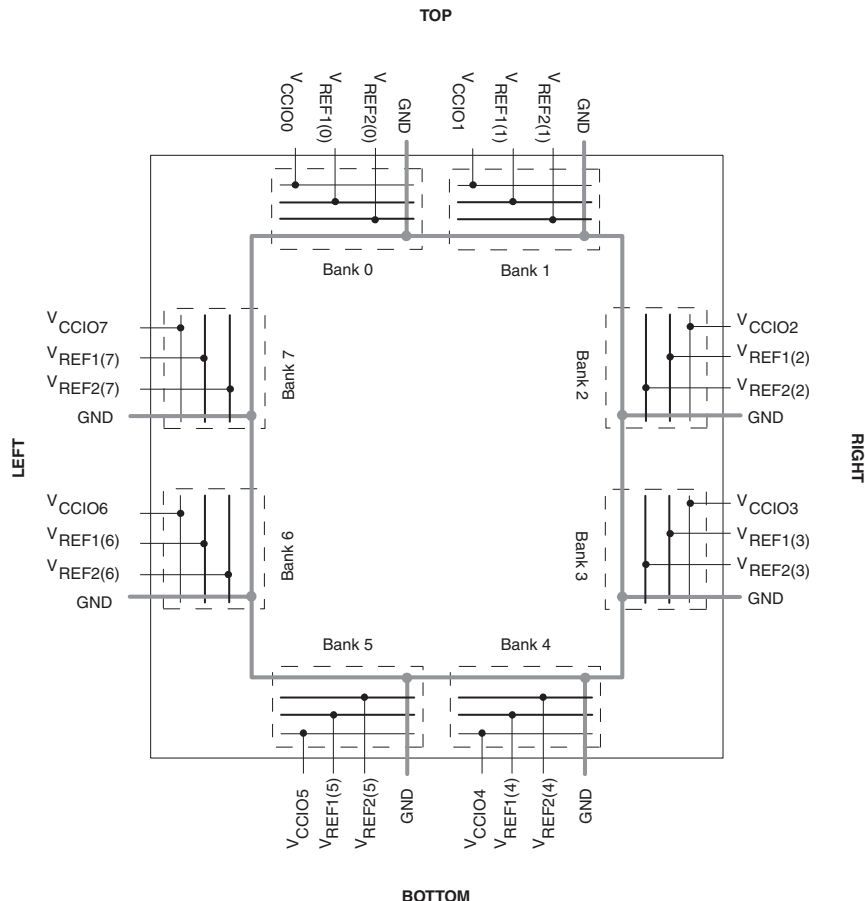 TOP
VCCIO0
VREF1(0)
VREF2(0)
GND
VCCIO1
VREF1(1)
VREF2(1)
GND
Bank 0
Bank 1
LEFT
VCCIO7
VREF1(7)
VREF2(7)
GND
Bank 7
Bank 2
VCCIO2
VREF1(2)
VREF2(2)
GND
RIGHT
VCCIO6
VREF1(6)
VREF2(6)
GND
Bank 6
Bank 3
VCCIO3
VREF1(3)
VREF2(3)
GND
Bank 5
Bank 4
VCCIO5
VREF1(5)
VREF2(5)
GND
VCCIO4
VREF1(4)
VREF2(4)
GND
BOTTOM